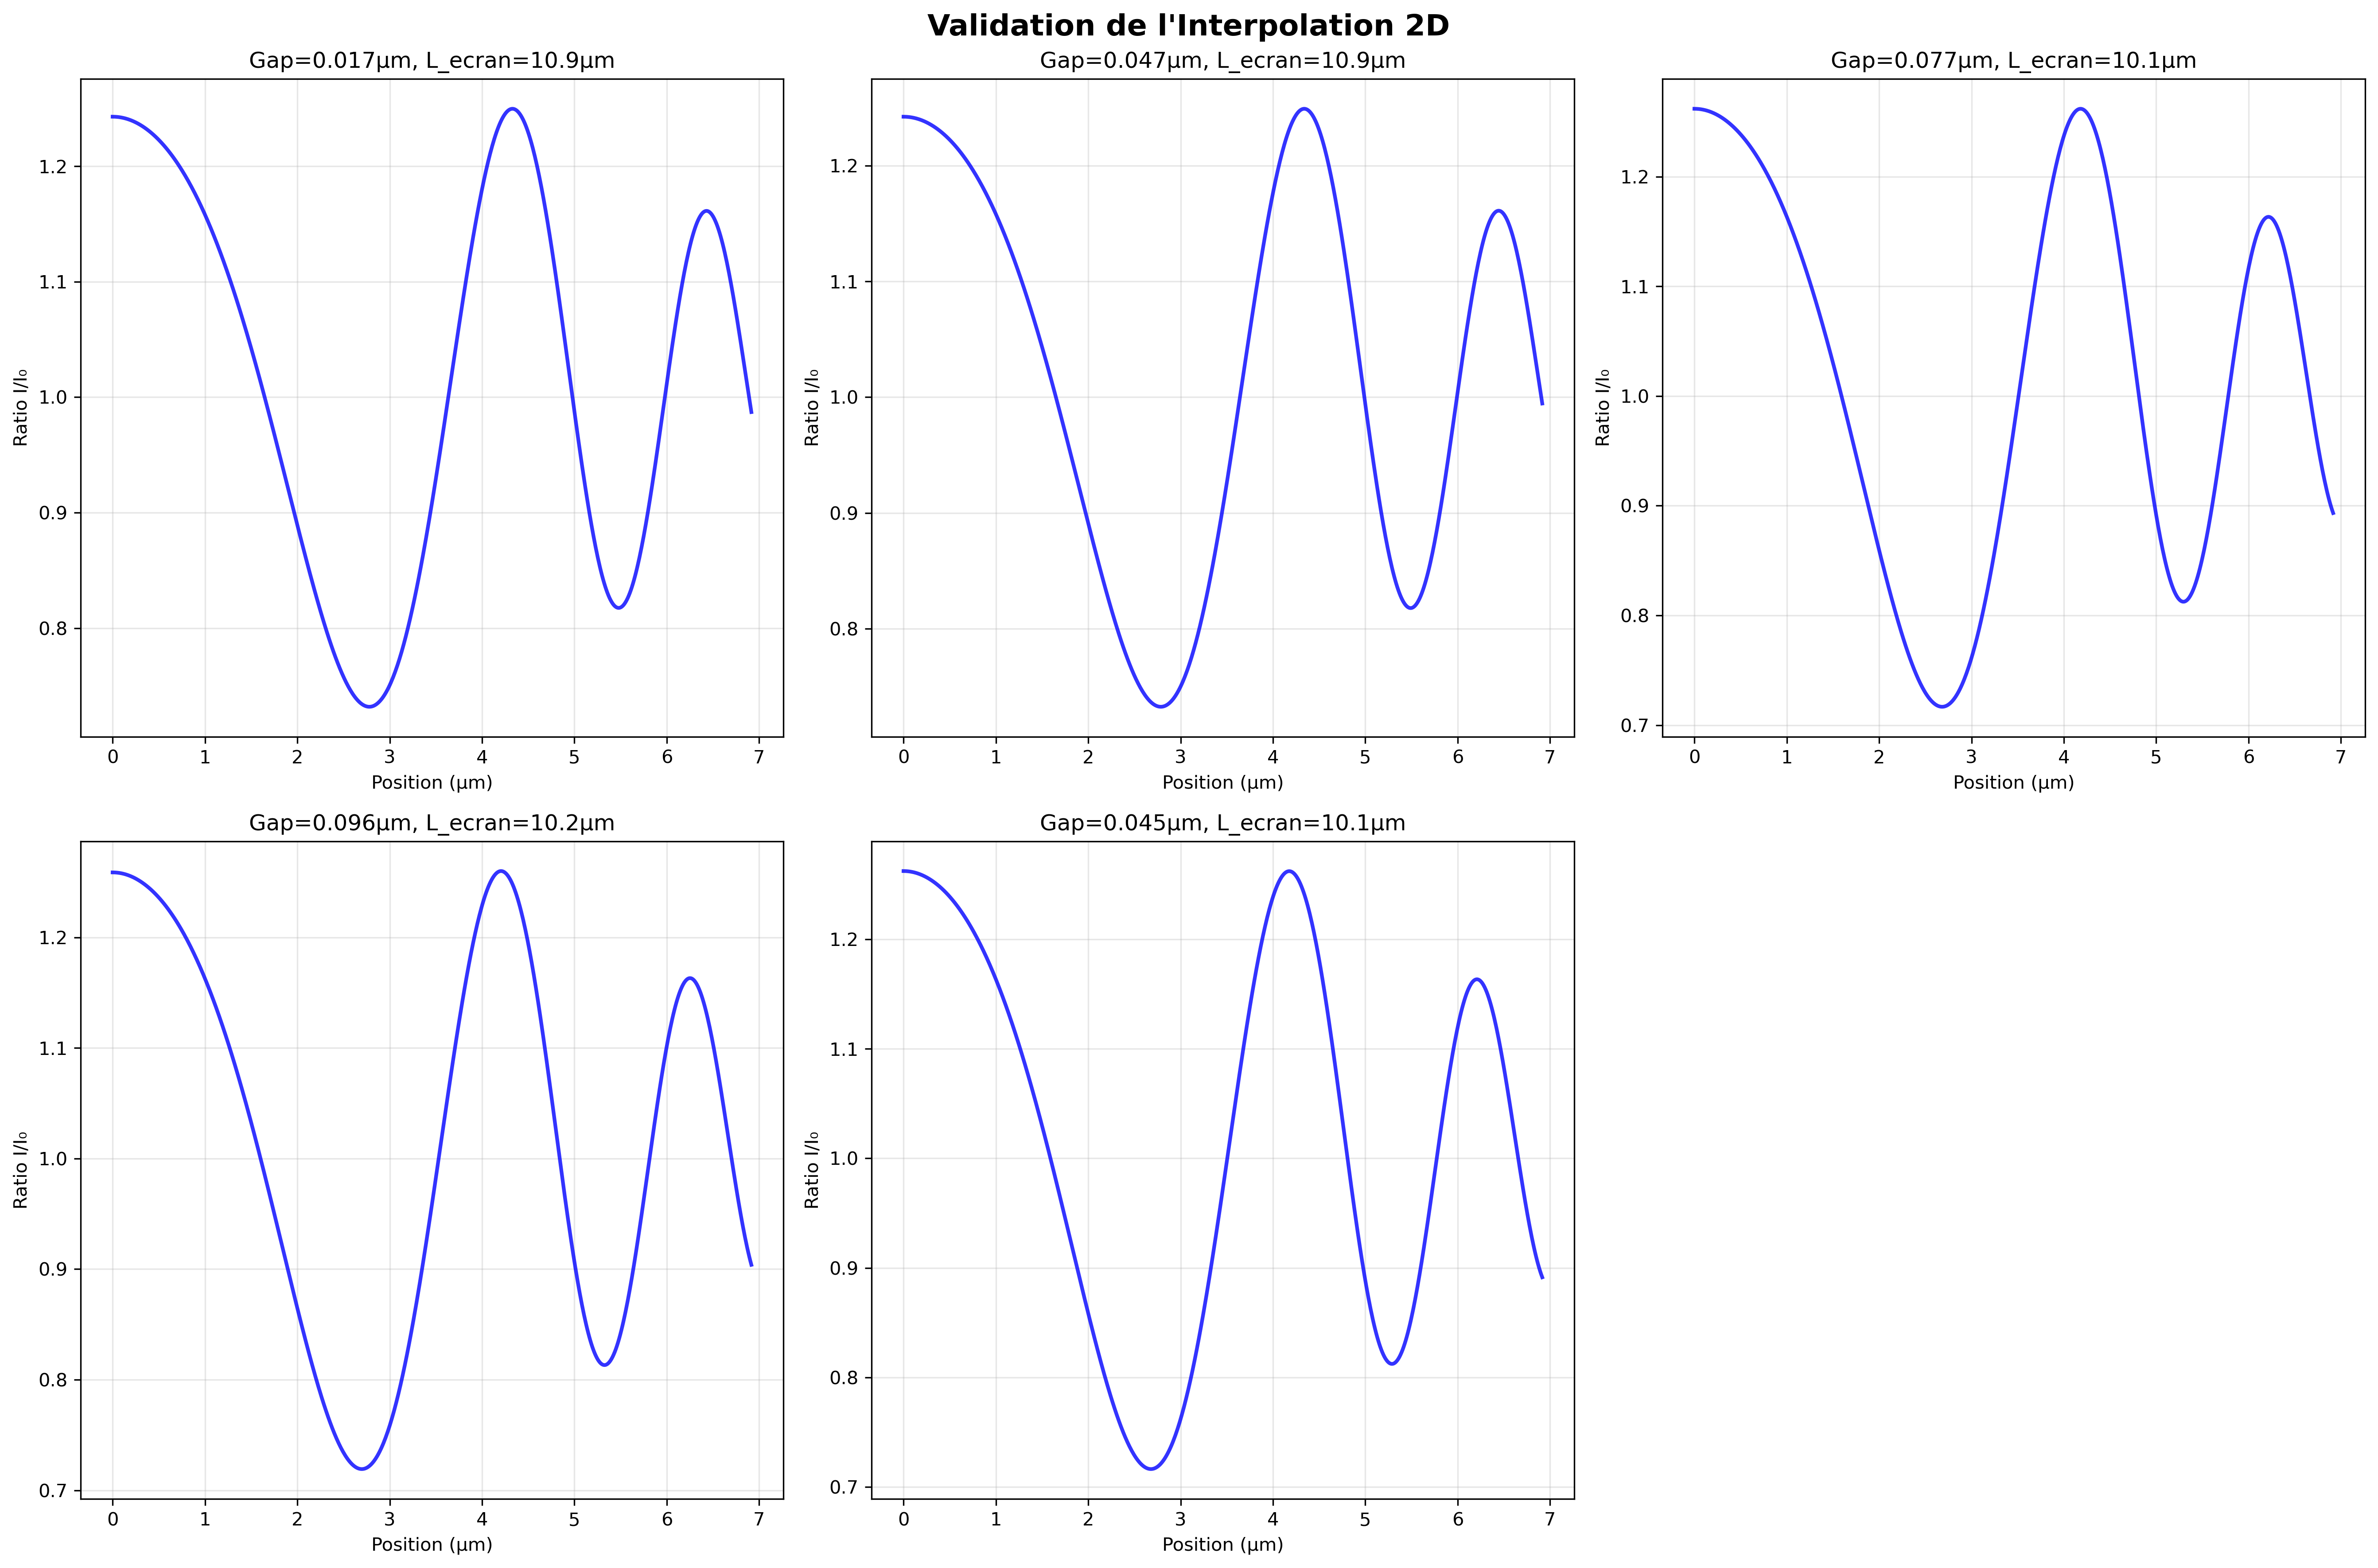 Validation de l'Interpolation 2D
Gap=0.017µm, L_ecran=10.9µm
Ratio I/I₀
1.2
1.1
1.0
0.9
0.8
0 1 2 3 4 5 6 7
Position (µm)
Gap=0.047µm, L_ecran=10.9µm
Ratio I/I₀
1.2
1.1
1.0
0.9
0.8
0 1 2 3 4 5 6 7
Position (µm)
Gap=0.077µm, L_ecran=10.1µm
Ratio I/I₀
1.2
1.1
1.0
0.9
0.8
0.7
0 1 2 3 4 5 6 7
Position (µm)
Gap=0.096µm, L_ecran=10.2µm
Ratio I/I₀
1.2
1.1
1.0
0.9
0.8
0.7
0 1 2 3 4 5 6 7
Position (µm)
Gap=0.045µm, L_ecran=10.1µm
Ratio I/I₀
1.2
1.1
1.0
0.9
0.8
0.7
0 1 2 3 4 5 6 7
Position (µm)